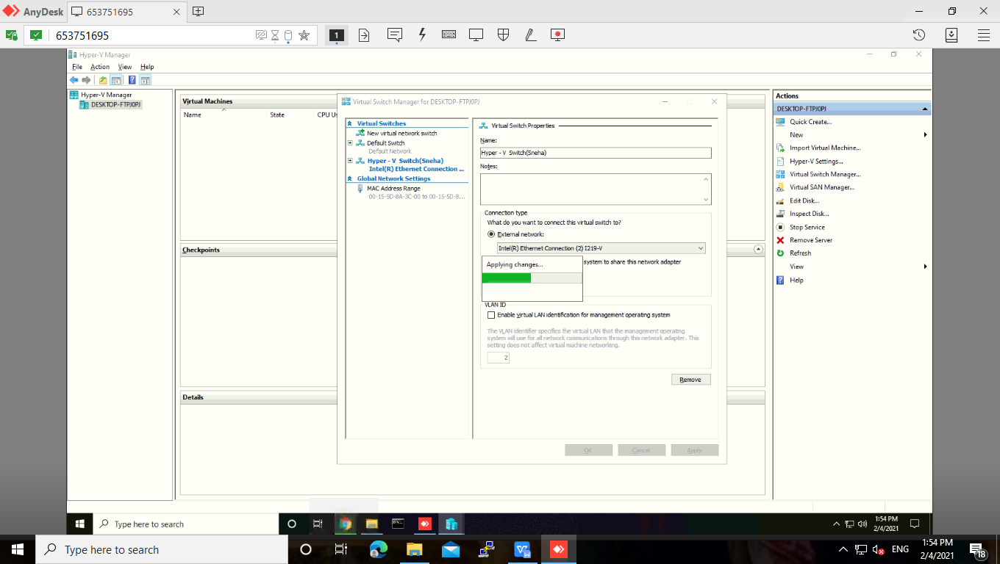 AnyDesk
653751695
653751695
1
Hyper-V Manager
File Action View Help
Hyper-V Manager
DESKTOP-FTPJ0PJ
Virtual Machines
Name State CPU Us
Checkpoints
Details
Virtual Switch Manager for DESKTOP-FTPJ0PJ
Virtual Switches
New virtual network switch
Default Switch
Default Network
Hyper - V Switch(Sneha)
Intel(R) Ethernet Connection ...
Global Network Settings
MAC Address Range
00-15-5D-8A-3C-00 to 00-15-5D-8...
Virtual Switch Properties
Name:
Hyper - V Switch(Sneha)
Notes:
Connection type
What do you want to connect this virtual switch to?
External network:
Intel(R) Ethernet Connection (2) I219-V
system to share this network adapter
Applying changes...
VLAN ID
Enable virtual LAN identification for management operating system
The VLAN identifier specifies the virtual LAN that the management operating
system will use for all network communications through this network adapter. This
setting does not affect virtual machine networking.
2
Remove
OK Cancel Apply
Actions
DESKTOP-FTPJ0PJ
Quick Create...
New
Import Virtual Machine...
Hyper-V Settings...
Virtual Switch Manager...
Virtual SAN Manager...
Edit Disk...
Inspect Disk...
Stop Service
Remove Server
Refresh
View
Help
Type here to search
1:54 PM
2/4/2021
Type here to search
ENG
1:54 PM
2/4/2021
18